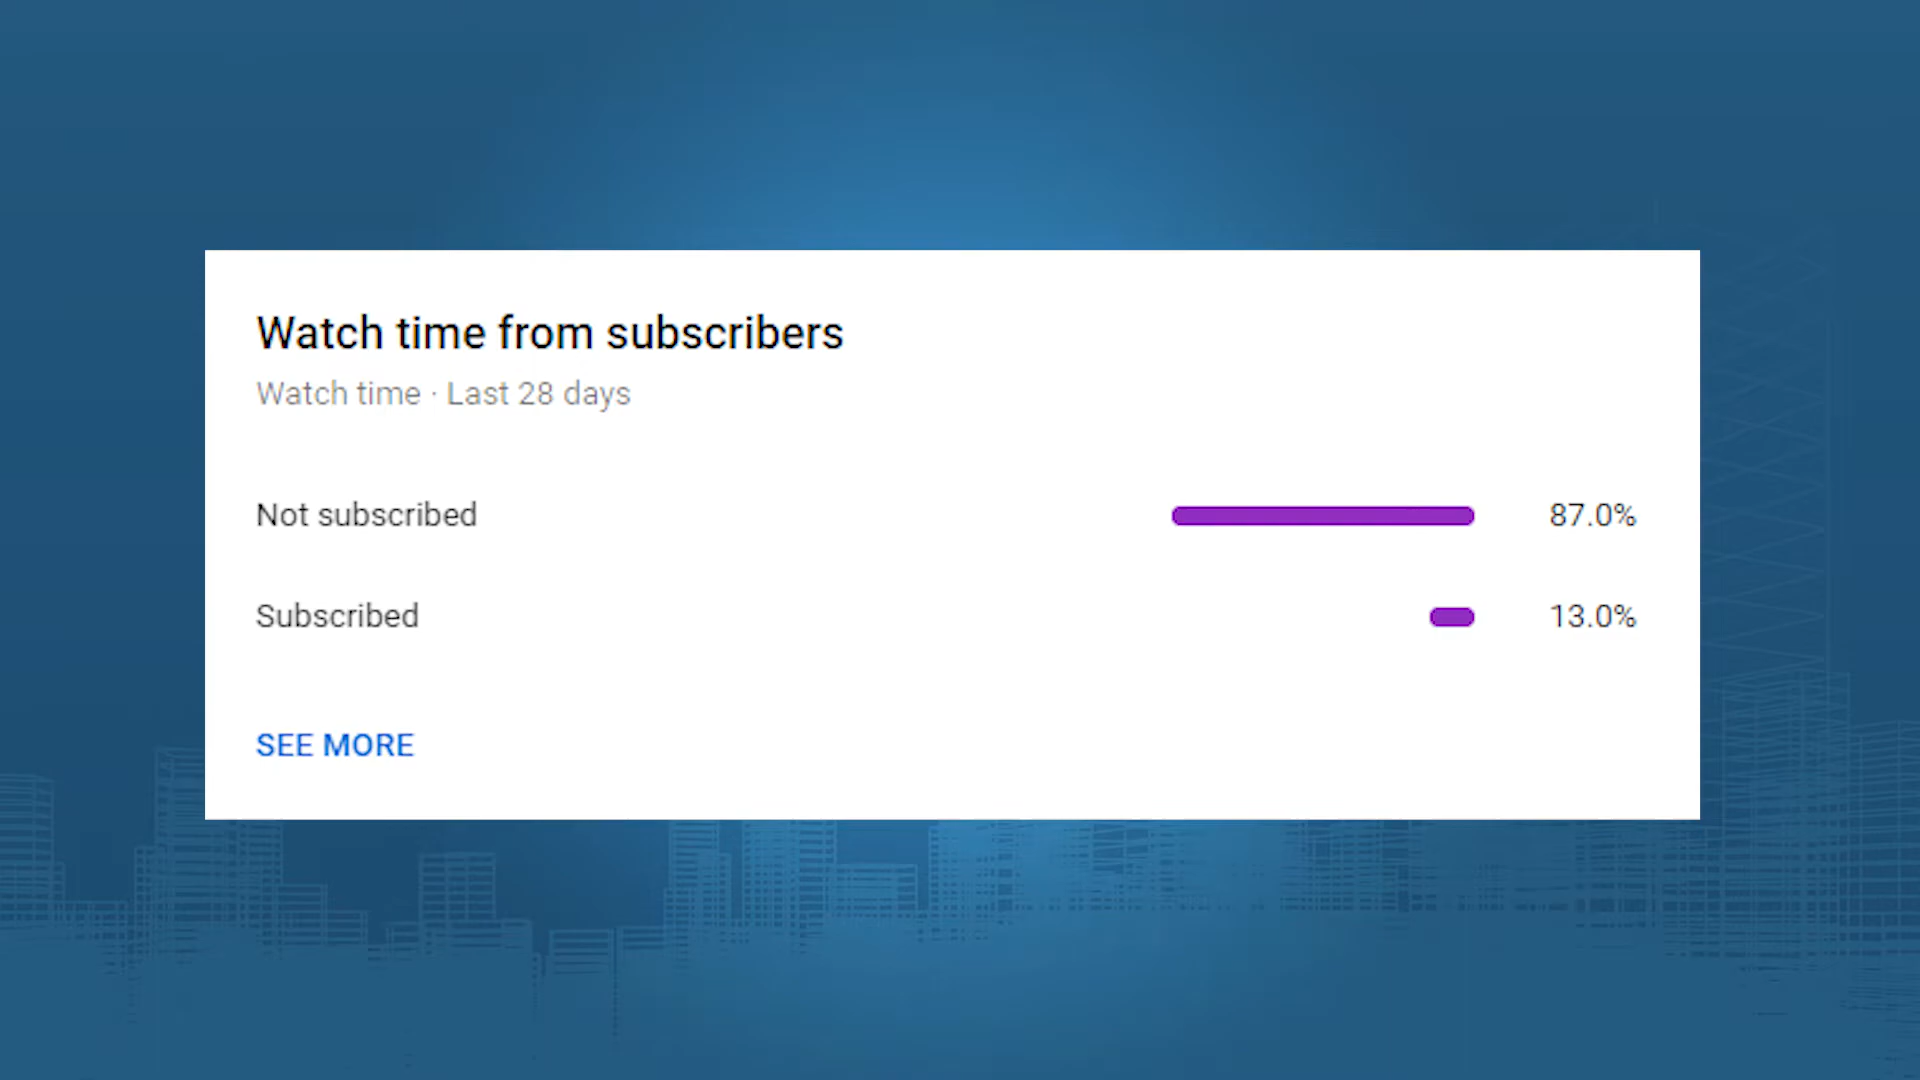 Watch time from subscribers
Watch time · Last 28 days
Not subscribed 87.0%
Subscribed 13.0%
SEE MORE